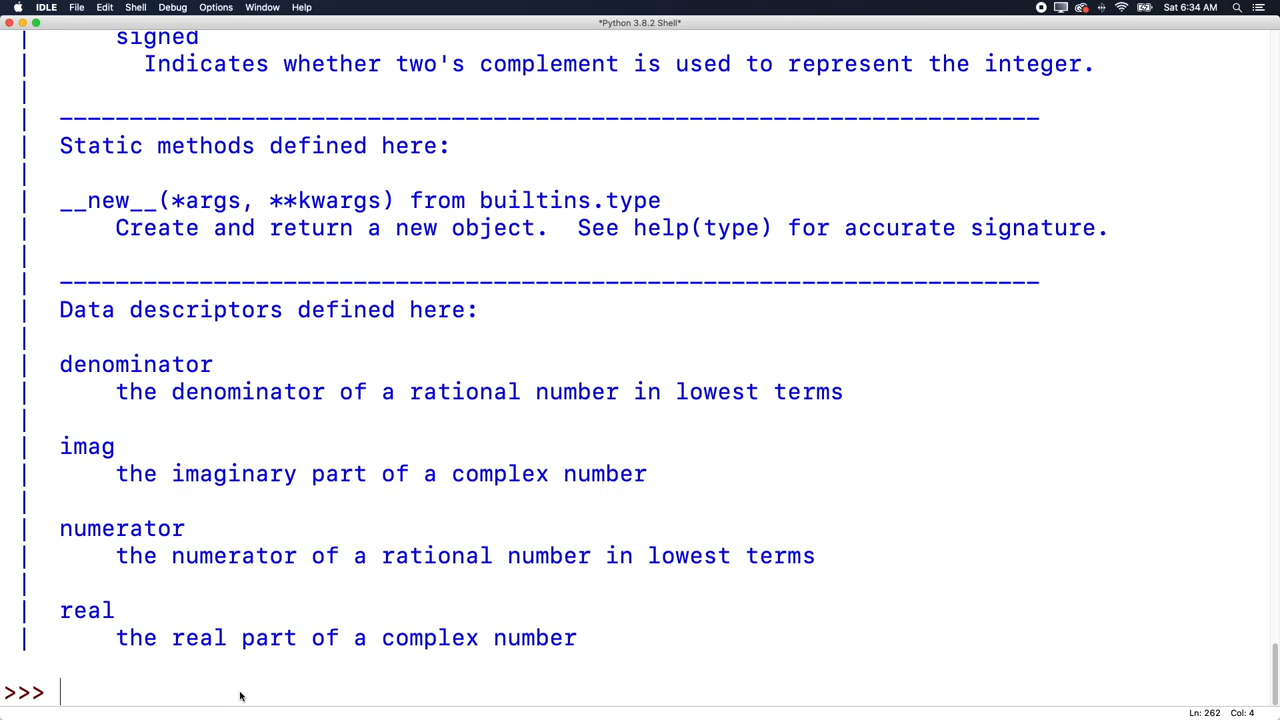 IDLE File Edit Shell Debug Options Window Help Sat 6:34 AM
*Python 3.8.2 Shell*
| signed
| Indicates whether two's complement is used to represent the integer.
|
| ----------------------------------------------------------------------
| Static methods defined here:
|
| __new__(*args, **kwargs) from builtins.type
| Create and return a new object.  See help(type) for accurate signature.
|
| ----------------------------------------------------------------------
| Data descriptors defined here:
|
| denominator
| the denominator of a rational number in lowest terms
|
| imag
| the imaginary part of a complex number
|
| numerator
| the numerator of a rational number in lowest terms
|
| real
| the real part of a complex number
>>>
Ln: 262 Col: 4